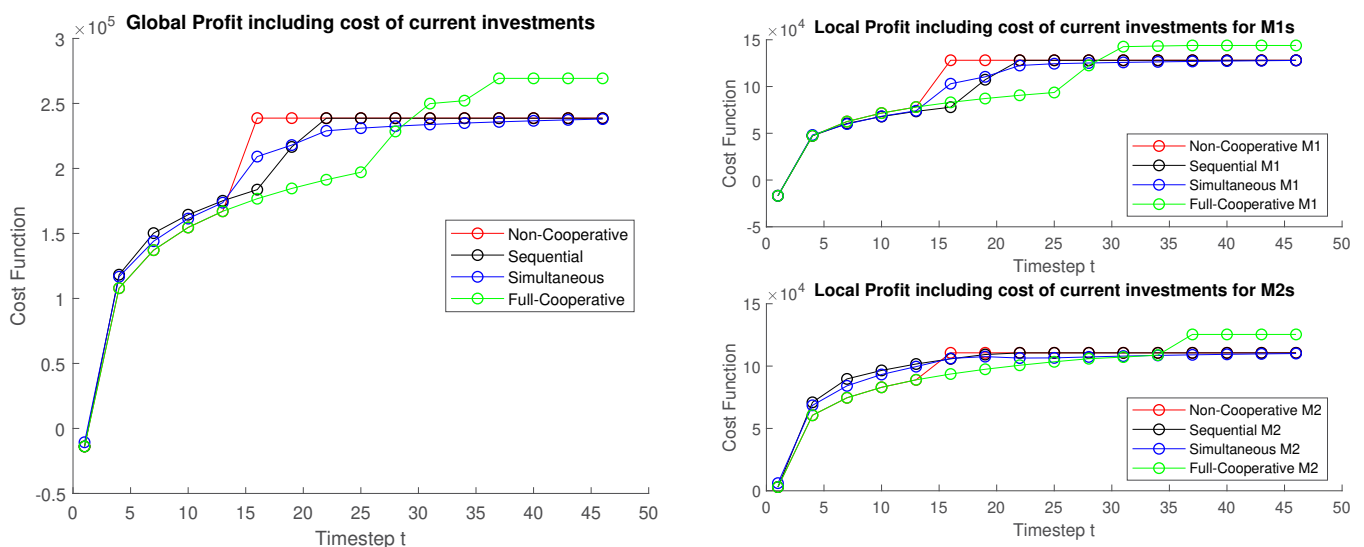 Global Profit including cost of current investments
×10^5
3
2.5
2
1.5
1
0.5
0
-0.5
Cost Function
0 5 10 15 20 25 30 35 40 45 50
Timestep t
Non-Cooperative
Sequential
Simultaneous
Full-Cooperative
Local Profit including cost of current investments for M1s
×10^4
15
10
5
0
-5
Cost Function
0 5 10 15 20 25 30 35 40 45 50
Timestep t
Non-Cooperative M1
Sequential M1
Simultaneous M1
Full-Cooperative M1
Local Profit including cost of current investments for M2s
×10^4
15
10
5
0
Cost Function
0 5 10 15 20 25 30 35 40 45 50
Timestep t
Non-Cooperative M2
Sequential M2
Simultaneous M2
Full-Cooperative M2